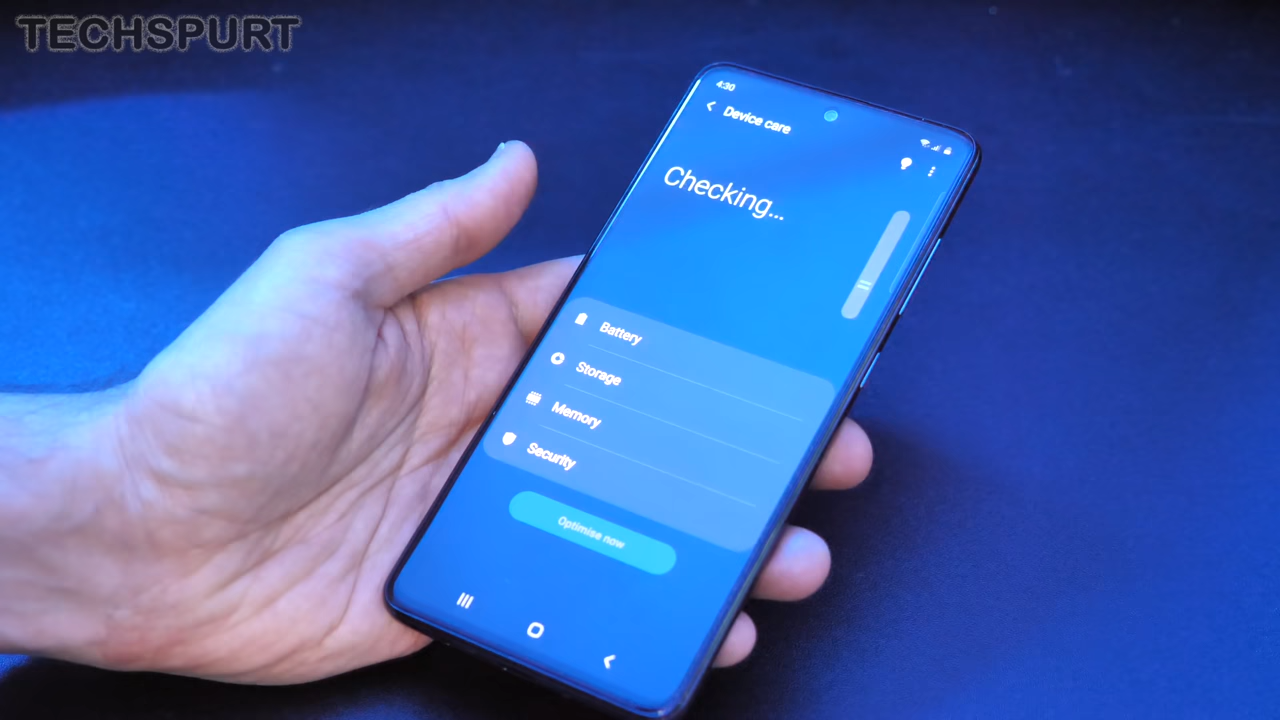 TECHSPURT
4:30
Device care
Checking...
Battery
Storage
Memory
Security
Optimise now